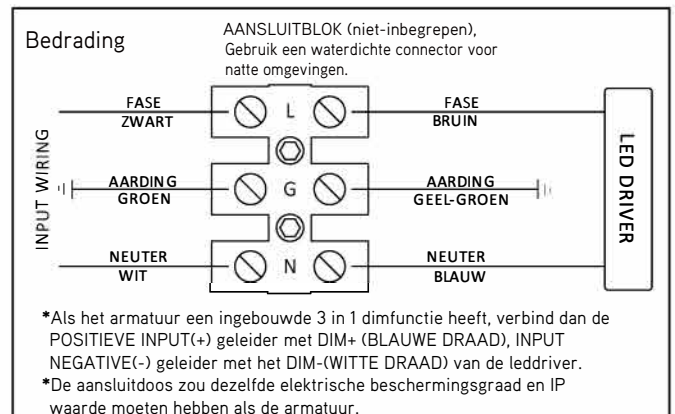 Bedrading
AANSLUITBLOK (niet-inbegrepen),
Gebruik een waterdichte connector voor
natte omgevingen.
INPUT WIRING
FASE
ZWART
L
FASE
BRUIN
AARDING
GROEN
G
AARDING
GEEL-GROEN
NEUTER
WIT
N
NEUTER
BLAUW
LED DRIVER
*Als het armatuur een ingebouwde 3 in 1 dimfunctie heeft, verbind dan de
POSITIEVE INPUT(+) geleider met DIM+ (BLAUWE DRAAD), INPUT
NEGATIVE(-) geleider met het DIM-(WITTE DRAAD) van de leddriver.
*De aansluitdoos zou dezelfde elektrische beschermingsgraad en IP
waarde moeten hebben als de armatuur.